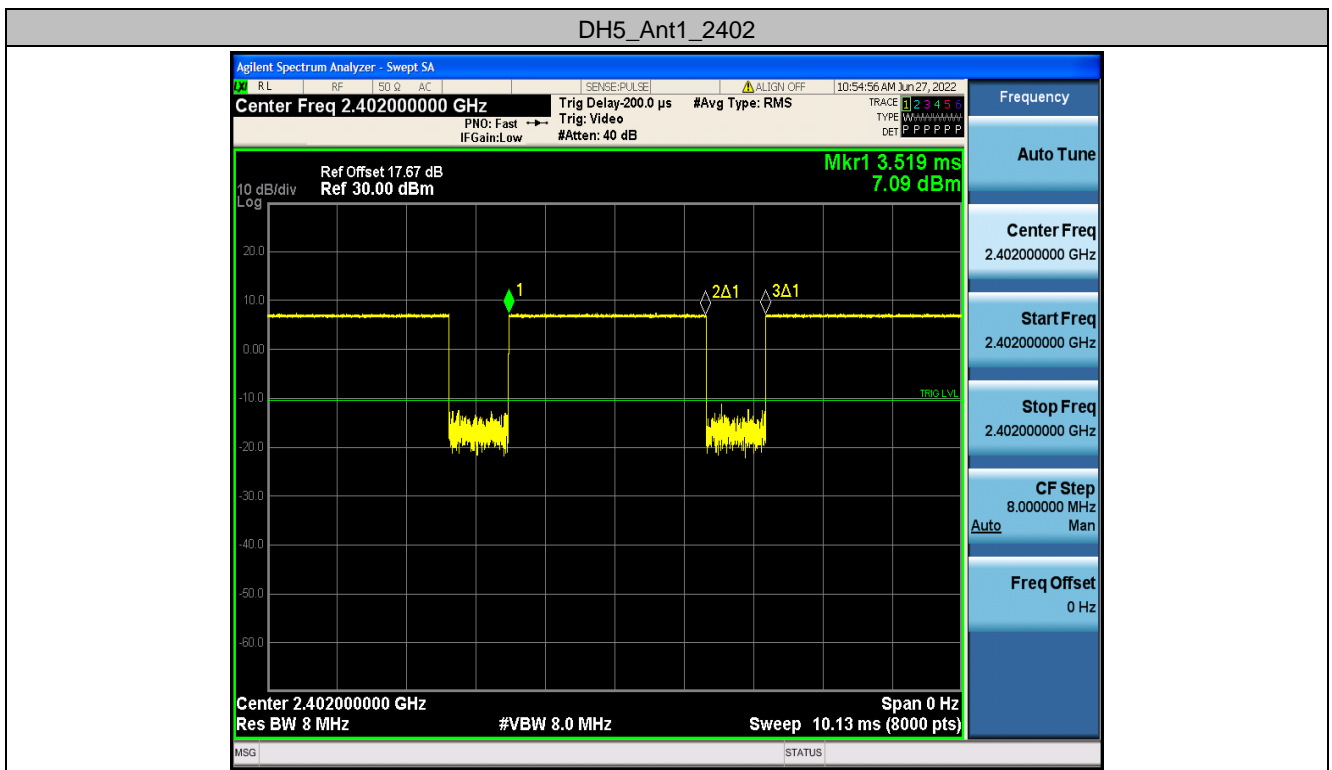 DH5_Ant1_2402
Agilent Spectrum Analyzer - Swept SA
LXI RL RF 50 Ω AC SENSE:PULSE ALIGN OFF 10:54:56 AM Jun 27, 2022
Center Freq 2.402000000 GHz
PNO: Fast
IFGain:Low
Trig Delay-200.0 µs
Trig: Video
#Atten: 40 dB
#Avg Type: RMS
TRACE 1 2 3 4 5 6
TYPE
DET P P P P P P
Frequency
Auto Tune
Center Freq
2.402000000 GHz
Start Freq
2.402000000 GHz
Stop Freq
2.402000000 GHz
CF Step
8.000000 MHz
Auto Man
Freq Offset
0 Hz
Mkr1 3.519 ms
7.09 dBm
Ref Offset 17.67 dB
10 dB/div Ref 30.00 dBm
Log
20.0
10.0
0.00
-10.0
-20.0
-30.0
-40.0
-50.0
-60.0
1
2Δ1
3Δ1
TRIG LVL
Center 2.402000000 GHz Span 0 Hz
Res BW 8 MHz #VBW 8.0 MHz Sweep 10.13 ms (8000 pts)
MSG STATUS